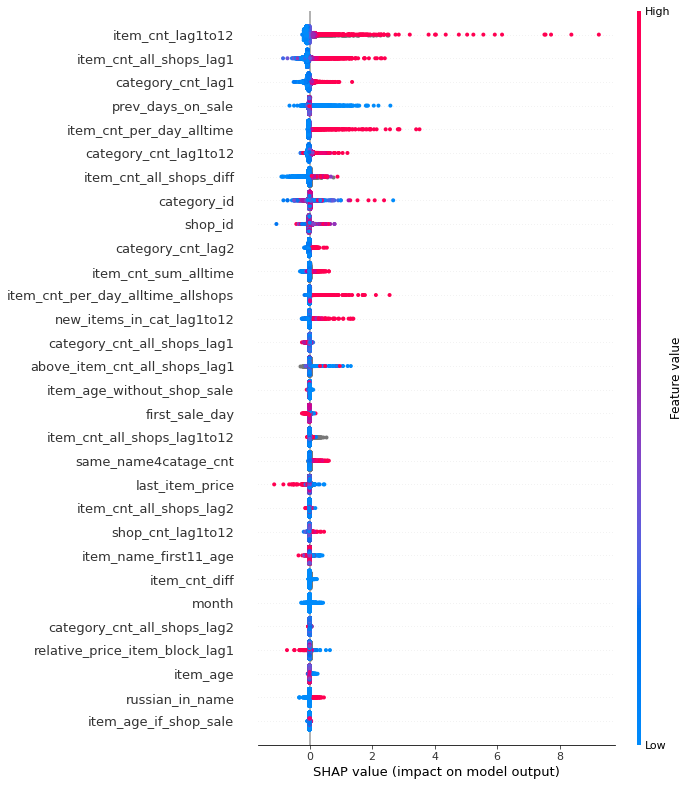 High
item_cnt_lag1to12
item_cnt_all_shops_lag1
category_cnt_lag1
prev_days_on_sale
item_cnt_per_day_alltime
category_cnt_lag1to12
item_cnt_all_shops_diff
category_id
shop_id
category_cnt_lag2
item_cnt_sum_alltime
item_cnt_per_day_alltime_allshops
new_items_in_cat_lag1to12
category_cnt_all_shops_lag1
above_item_cnt_all_shops_lag1
item_age_without_shop_sale
first_sale_day
item_cnt_all_shops_lag1to12
same_name4catage_cnt
last_item_price
item_cnt_all_shops_lag2
shop_cnt_lag1to12
item_name_first11_age
item_cnt_diff
month
category_cnt_all_shops_lag2
relative_price_item_block_lag1
item_age
russian_in_name
item_age_if_shop_sale
Feature value
Low
0 2 4 6 8
SHAP value (impact on model output)